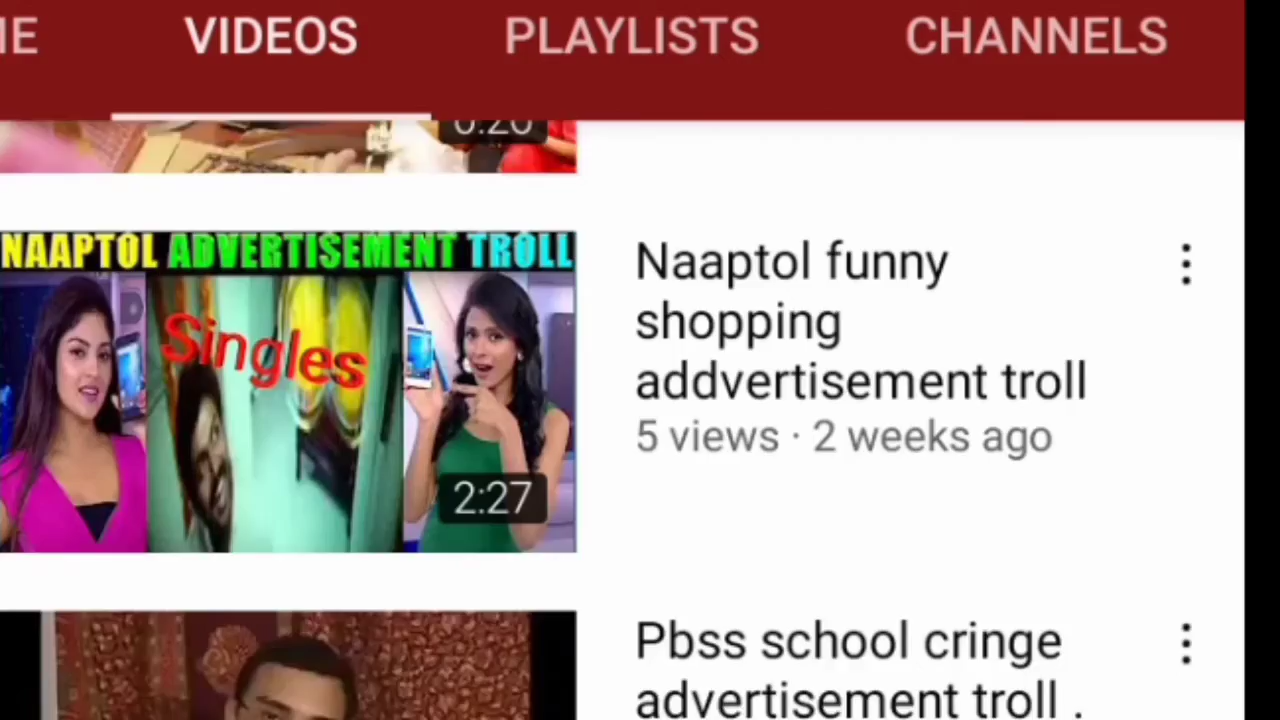 VIDEOS
PLAYLISTS
CHANNELS
NAAPTOL ADVERTISEMENT TROLL
Singles
2:27
Naaptol funny
shopping
addvertisement troll
5 views · 2 weeks ago
Pbss school cringe
advertisement troll .